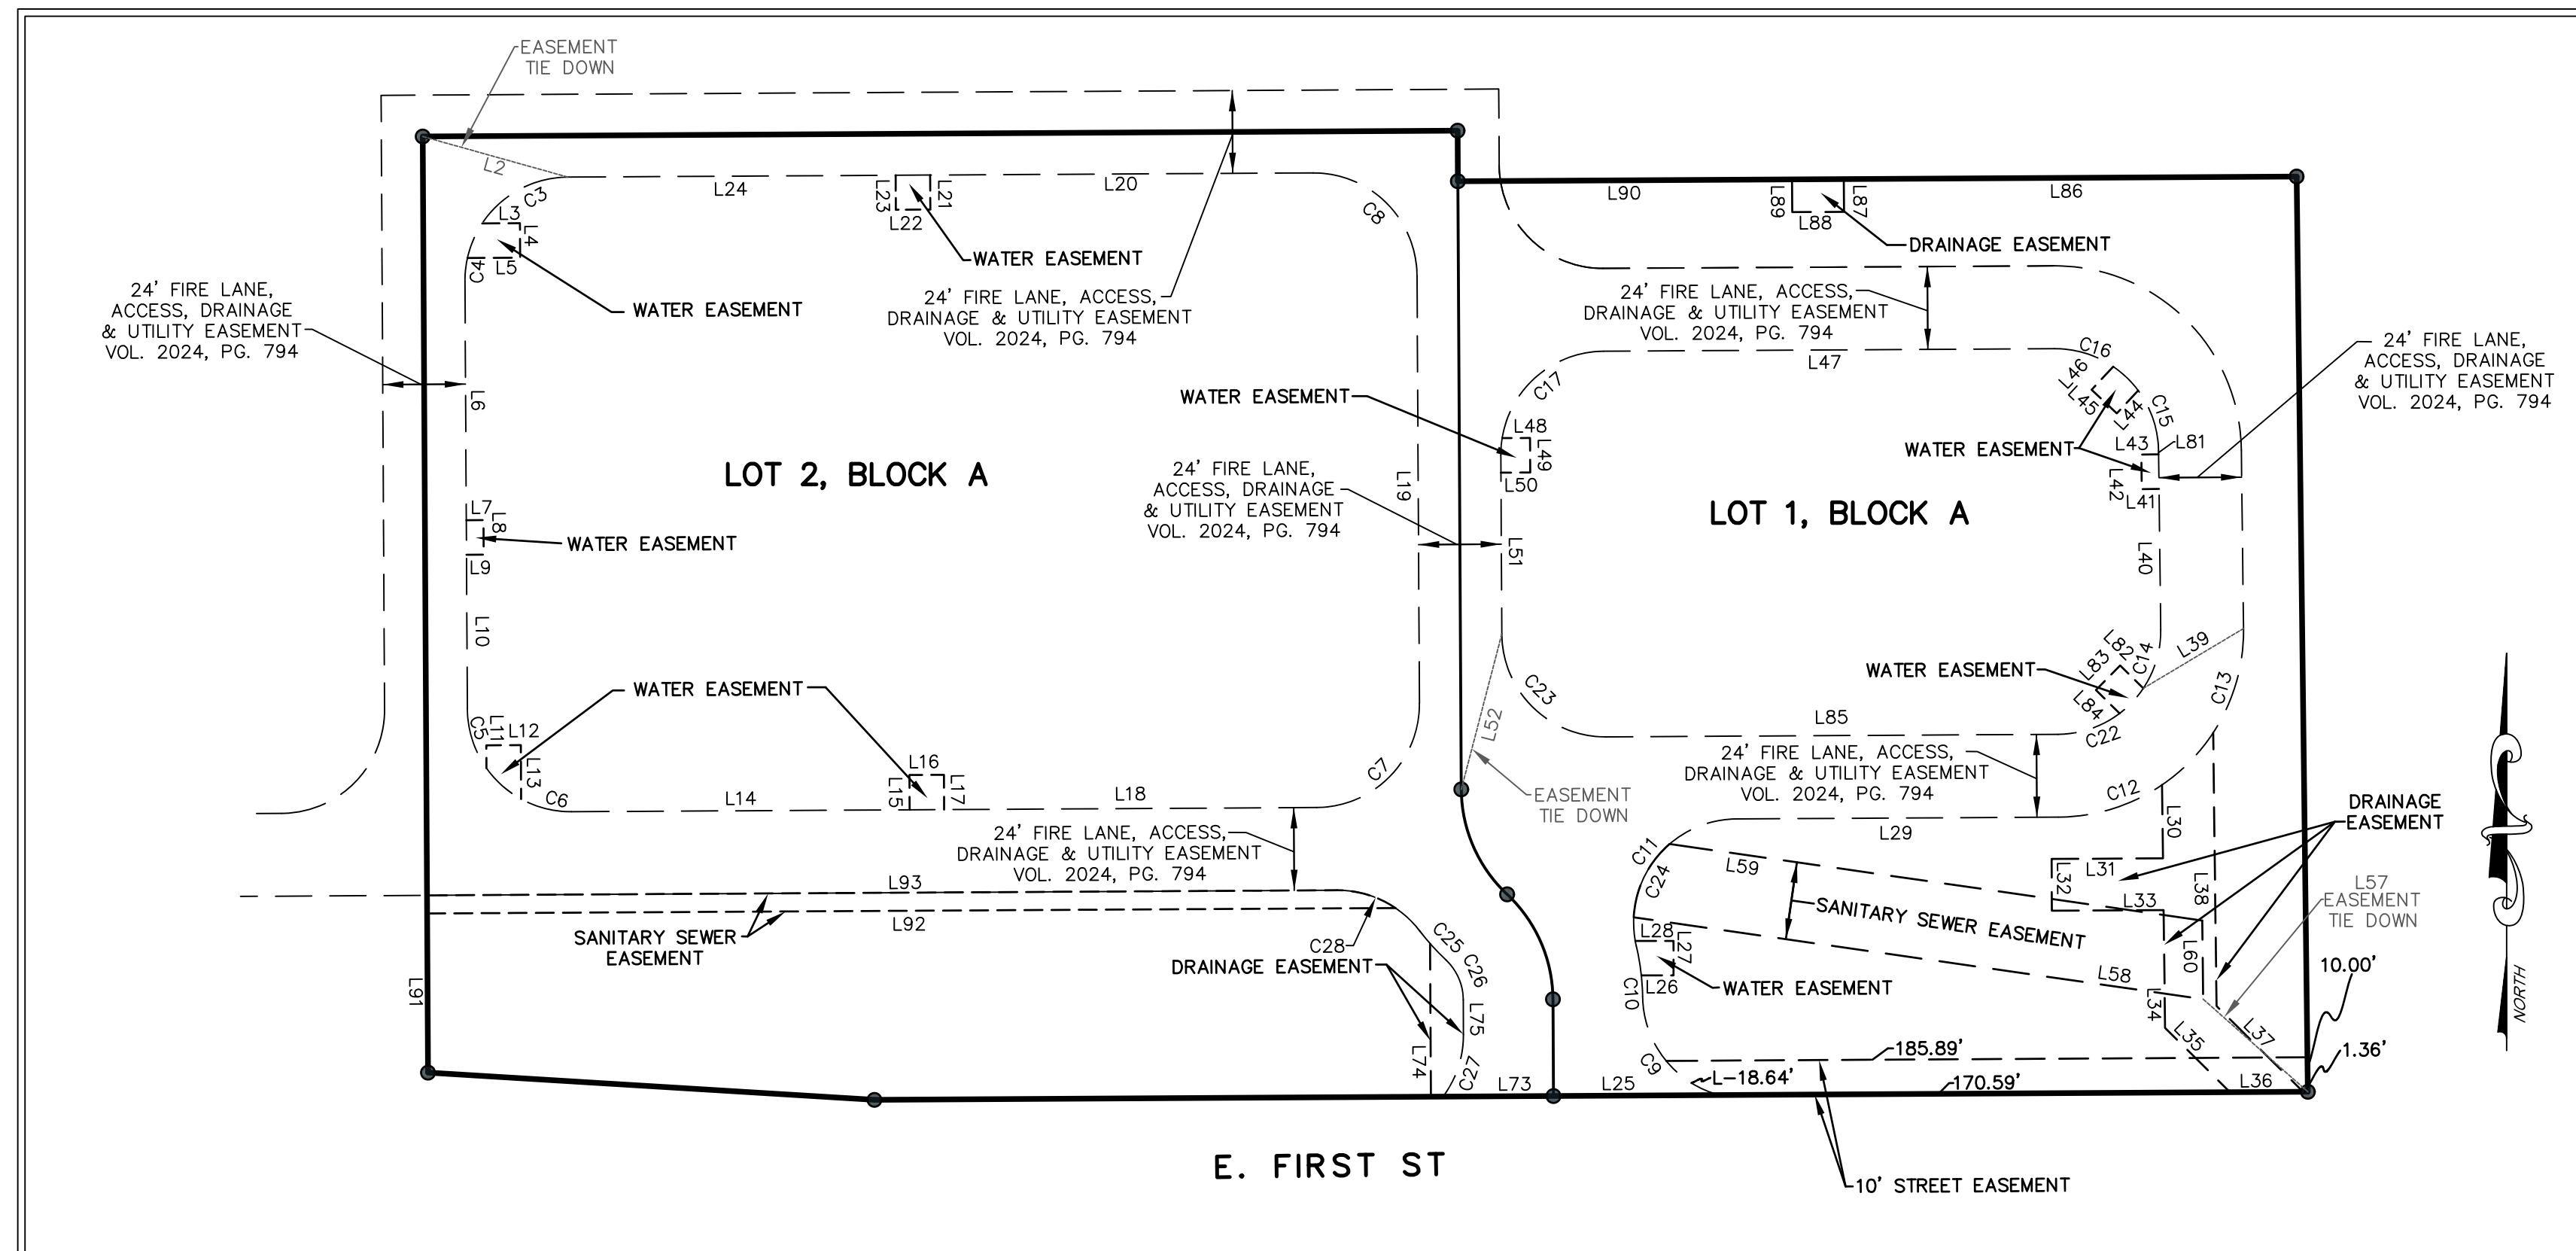 EASEMENT
TIE DOWN
L2
C3
L24
L23
L21
L22
L20
C8
L3
L4
L5
C4
WATER EASEMENT
WATER EASEMENT
24' FIRE LANE,
ACCESS, DRAINAGE
& UTILITY EASEMENT
VOL. 2024, PG. 794
24' FIRE LANE, ACCESS,
DRAINAGE & UTILITY EASEMENT
VOL. 2024, PG. 794
L90
L89
L87
L88
L86
DRAINAGE EASEMENT
24' FIRE LANE, ACCESS,
DRAINAGE & UTILITY EASEMENT
VOL. 2024, PG. 794
24' FIRE LANE,
ACCESS, DRAINAGE
& UTILITY EASEMENT
VOL. 2024, PG. 794
L47
C16
C17
L46
L45
L44
C15
L6
WATER EASEMENT
L48
L49
L50
WATER EASEMENT
L43
L81
L42
L41
LOT 2, BLOCK A
L19
24' FIRE LANE,
ACCESS, DRAINAGE
& UTILITY EASEMENT
VOL. 2024, PG. 794
L51
LOT 1, BLOCK A
L40
L7
L8
L9
WATER EASEMENT
L10
WATER EASEMENT
C5
L11
L12
L13
C6
L14
L15
L16
L17
L18
C7
L52
C23
L85
WATER EASEMENT
L82
L83
L84
C14
L39
C13
C22
24' FIRE LANE, ACCESS,
DRAINAGE & UTILITY EASEMENT
VOL. 2024, PG. 794
EASEMENT
TIE DOWN
C12
L29
L30
DRAINAGE
EASEMENT
24' FIRE LANE, ACCESS,
DRAINAGE & UTILITY EASEMENT
VOL. 2024, PG. 794
C11
C24
L59
L31
L32
L33
L38
L57
EASEMENT
TIE DOWN
L93
L92
SANITARY SEWER
EASEMENT
C28
C25
C26
DRAINAGE EASEMENT
SANITARY SEWER EASEMENT
L28
L27
L26
WATER EASEMENT
C10
L58
L60
L34
L35
L37
10.00'
1.36'
L91
L75
L74
C27
L73
L25
C9
185.89'
L-18.64'
170.59'
L36
NORTH
E. FIRST ST
10' STREET EASEMENT